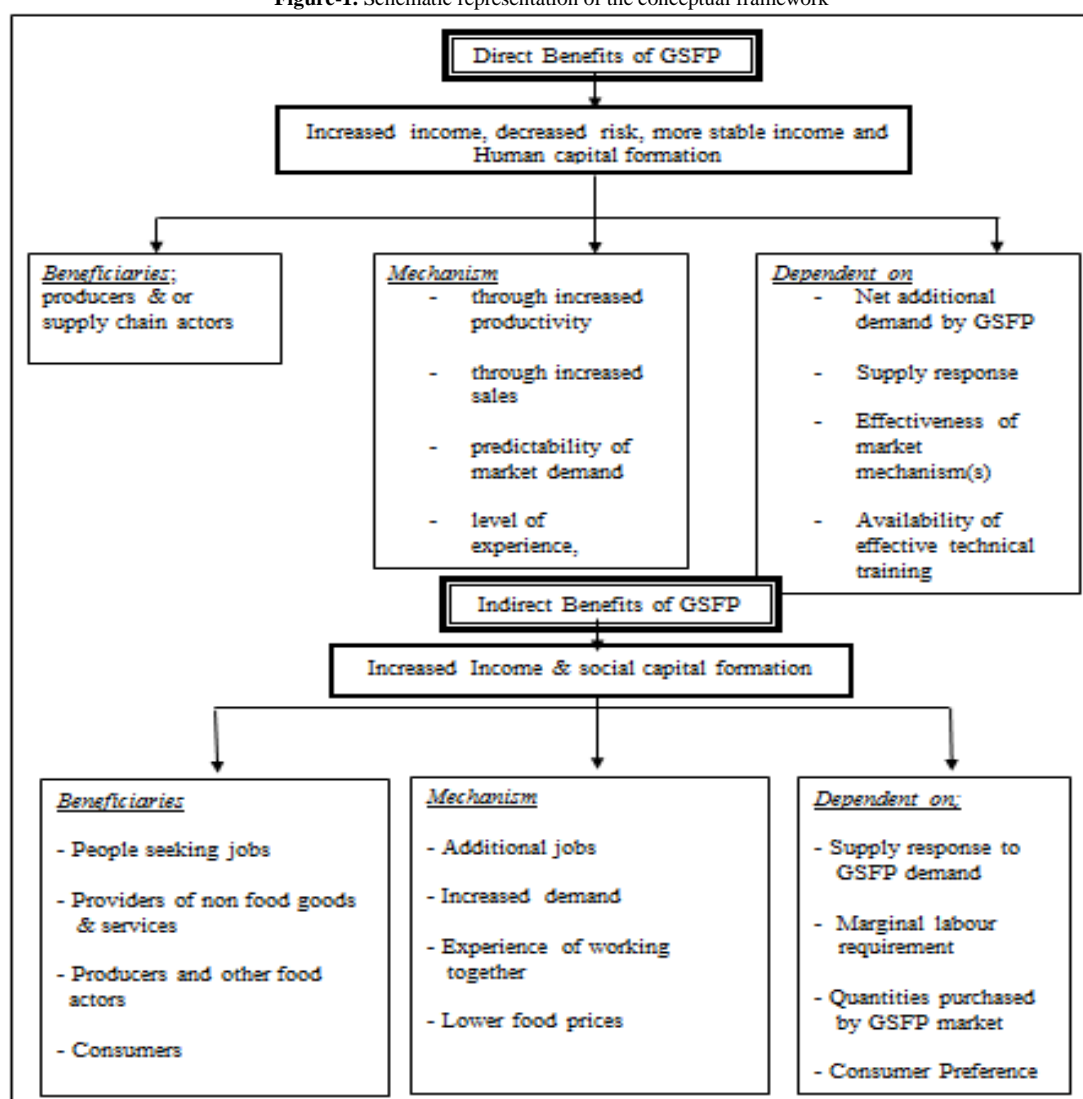 Figure-1. Schematic representation of the conceptual framework
Direct Benefits of GSFP
Increased income, decreased risk, more stable income and
Human capital formation
Beneficiaries;
producers & or
supply chain actors
Mechanism
- through increased
productivity
- through increased
sales
- predictability of
market demand
- level of
experience,
Dependent on
- Net additional
demand by GSFP
- Supply response
- Effectiveness of
market
mechanism(s)
- Availability of
effective technical
training
Indirect Benefits of GSFP
Increased Income & social capital formation
Beneficiaries
- People seeking jobs
- Providers of non food goods
& services
- Producers and other food
actors
- Consumers
Mechanism
- Additional jobs
- Increased demand
- Experience of working
together
- Lower food prices
Dependent on;
- Supply response to
GSFP demand
- Marginal labour
requirement
- Quantities purchased
by GSFP market
- Consumer Preference